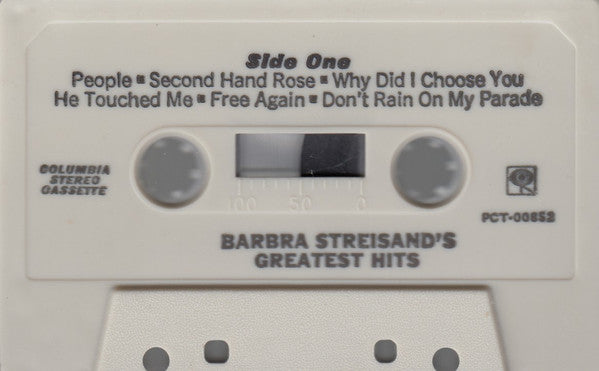 Side One
People ▪ Second Hand Rose ▪ Why Did I Choose You
He Touched Me ▪ Free Again ▪ Don't Rain On My Parade
COLUMBIA
STEREO
CASSETTE
100 50 0
PCT-00852
BARBRA STREISAND'S
GREATEST HITS